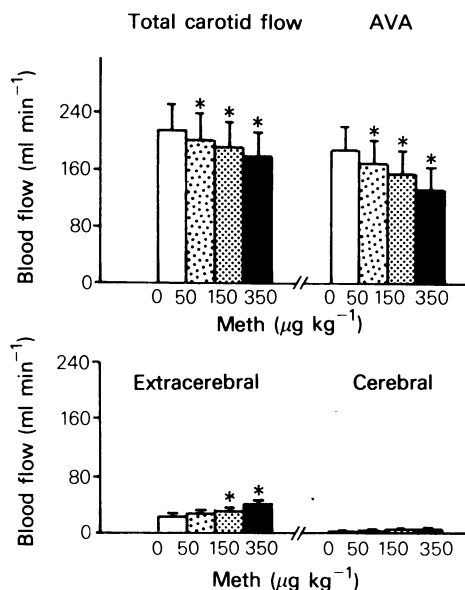 Total carotid flow AVA
Blood flow (ml min⁻¹)
240
160
80
0
* * * * * *
0 50 150 350 0 50 150 350
Meth (μg kg⁻¹)
Blood flow (ml min⁻¹)
240
160
80
0
Extracerebral Cerebral
* *
0 50 150 350 0 50 150 350
Meth (μg kg⁻¹)